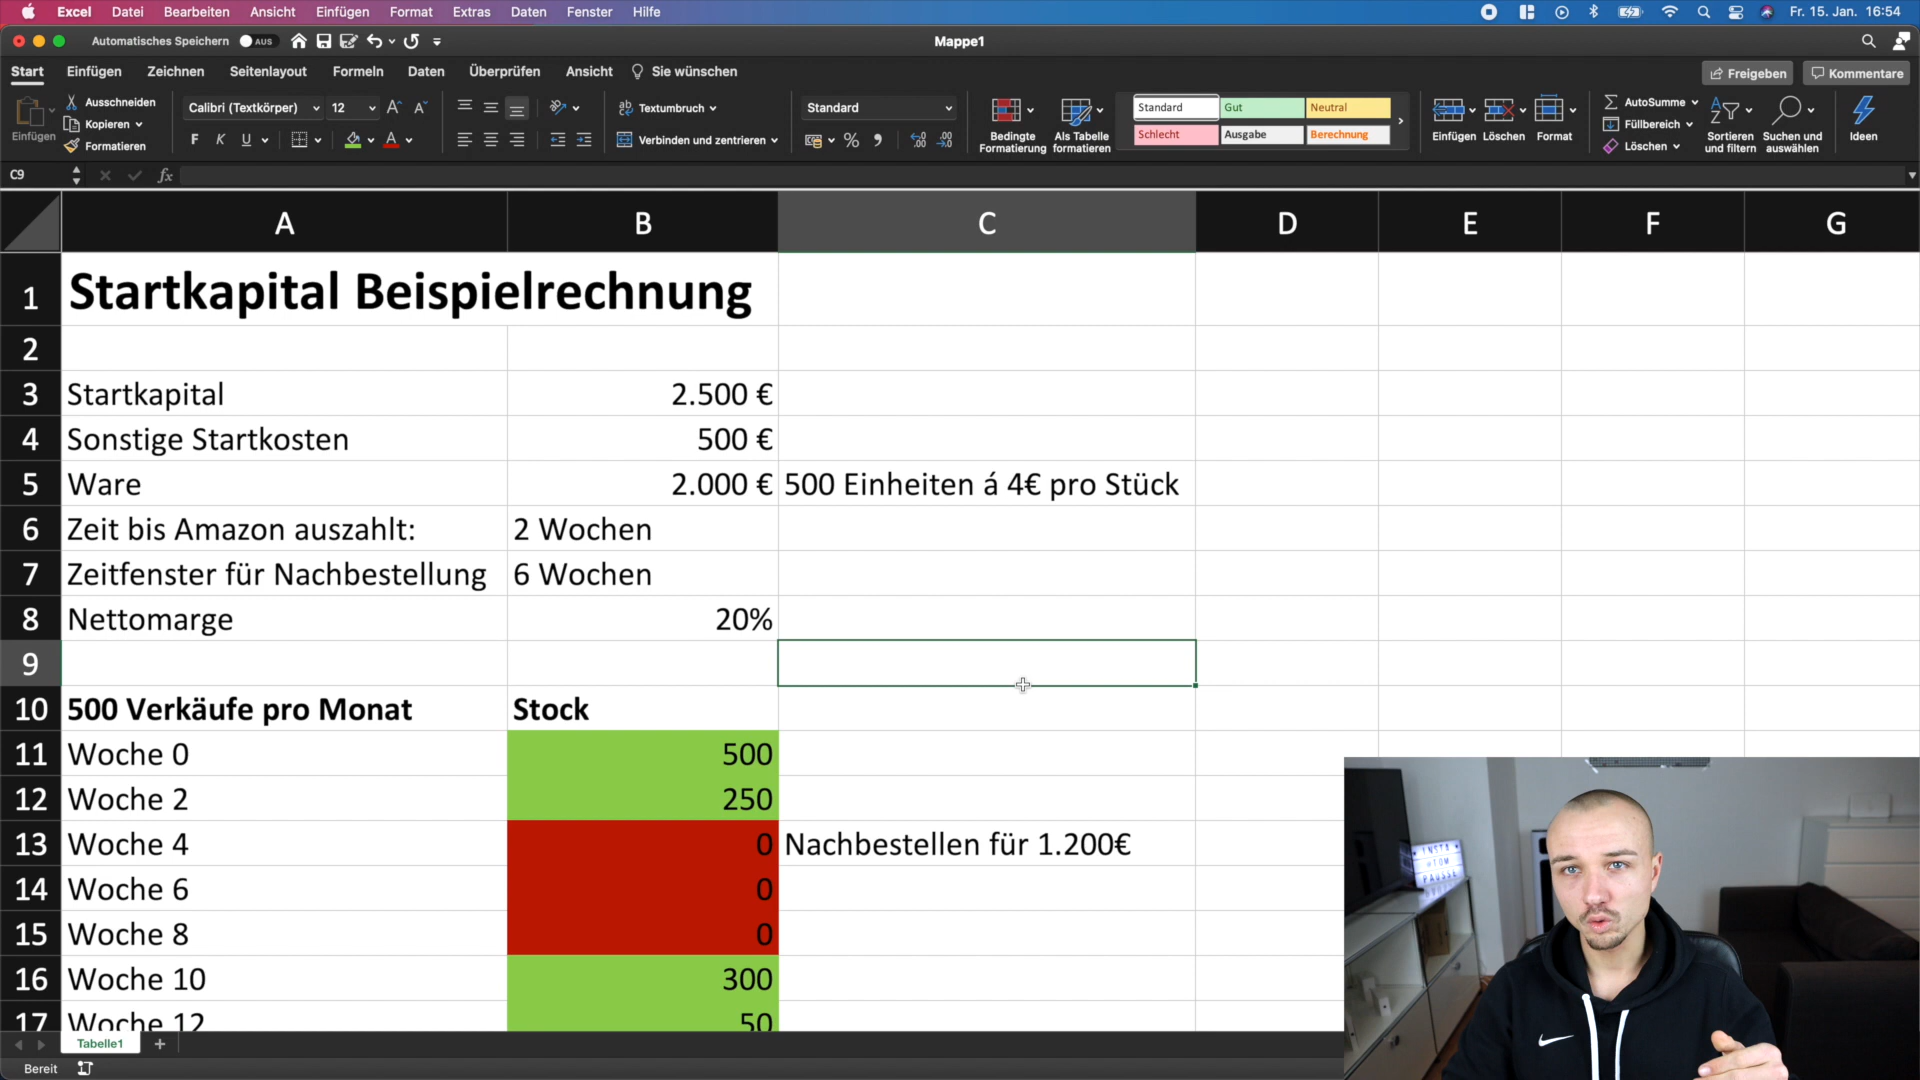 Excel Datei Bearbeiten Ansicht Einfügen Format Extras Daten Fenster Hilfe Fr. 15. Jan. 16:54
Automatisches Speichern AUS Mappe1
Start Einfügen Zeichnen Seitenlayout Formeln Daten Überprüfen Ansicht Sie wünschen Freigeben Kommentare
Einfügen Ausschneiden Kopieren Formatieren
Calibri (Textkörper) 12
F K U
Textumbruch
Verbinden und zentrieren
Standard
Bedingte Formatierung Als Tabelle formatieren
Standard Gut Neutral
Schlecht Ausgabe Berechnung
Einfügen Löschen Format
AutoSumme
Füllbereich
Löschen
Sortieren und filtern Suchen und auswählen Ideen
C9 fx
A B C D E F G
1 Startkapital Beispielrechnung
2
3 Startkapital 2.500 €
4 Sonstige Startkosten 500 €
5 Ware 2.000 € 500 Einheiten á 4€ pro Stück
6 Zeit bis Amazon auszahlt: 2 Wochen
7 Zeitfenster für Nachbestellung 6 Wochen
8 Nettomarge 20%
9
10 500 Verkäufe pro Monat Stock
11 Woche 0 500
12 Woche 2 250
13 Woche 4 0 Nachbestellen für 1.200€
14 Woche 6 0
15 Woche 8 0
16 Woche 10 300
17 Woche 12 50
INSTA
@TOM
PAUSSE
Tabelle1 +
Bereit